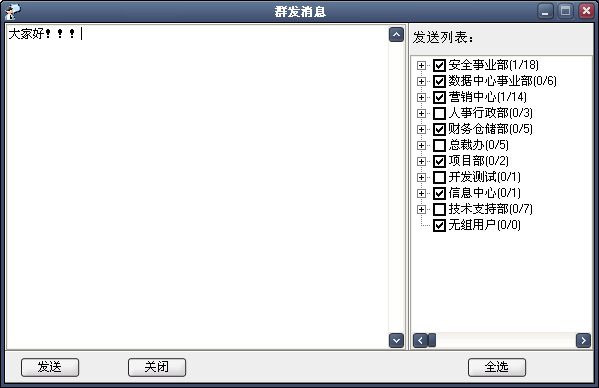 群发消息
大家好！！！
发送列表：
安全事业部(1/18)
数据中心事业部(0/6)
营销中心(1/14)
人事行政部(0/3)
财务仓储部(0/5)
总裁办(0/5)
项目部(0/2)
开发测试(0/1)
信息中心(0/1)
技术支持部(0/7)
无组用户(0/0)
发送
关闭
全选